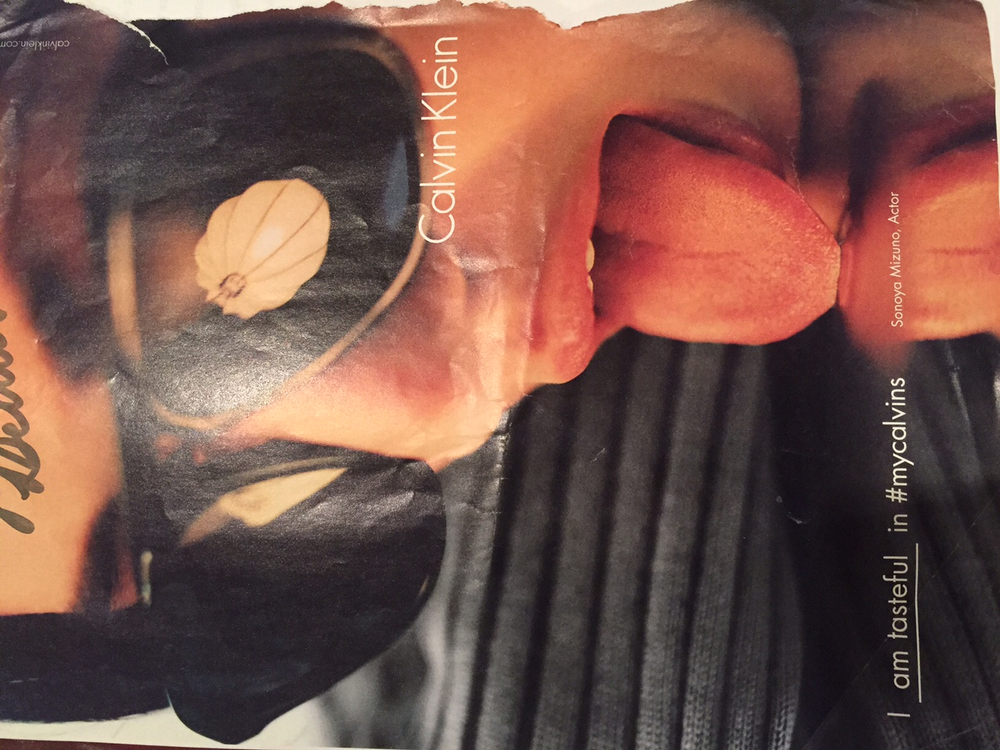 calvinklein.com
Calvin Klein
I am tasteful in #mycalvins
Sonoya Mizuno, Actor